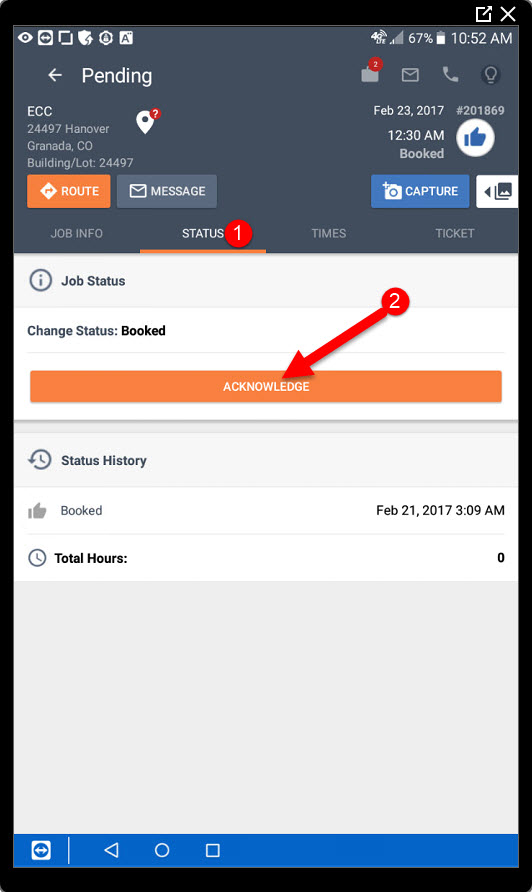 67% 10:52 AM
Pending
2
ECC
24497 Hanover
Granada, CO
Building/Lot: 24497
?
Feb 23, 2017 #201869
12:30 AM
Booked
ROUTE MESSAGE CAPTURE
JOB INFO STATUS 1 TIMES TICKET
Job Status
2
Change Status: Booked
ACKNOWLEDGE
Status History
Booked Feb 21, 2017 3:09 AM
Total Hours: 0